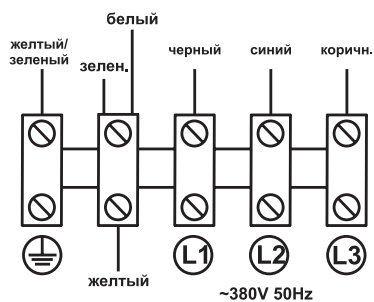 белый
желтый/
зеленый
зелен.
черный
синий
коричн.
желтый
L1
L2
L3
~380V 50Hz